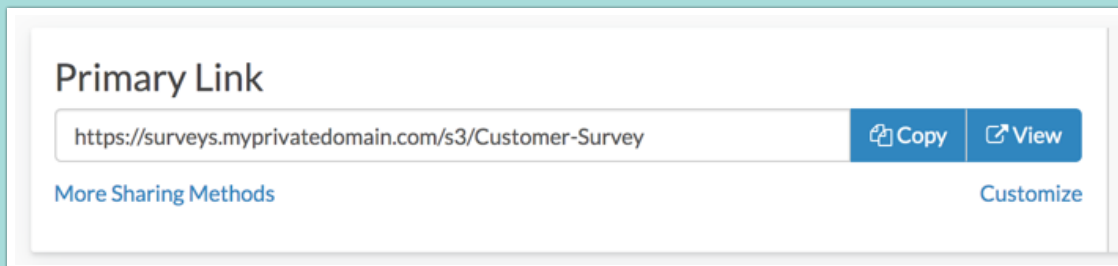 Primary Link
https://surveys.myprivatedomain.com/s3/Customer-Survey Copy View
More Sharing Methods Customize